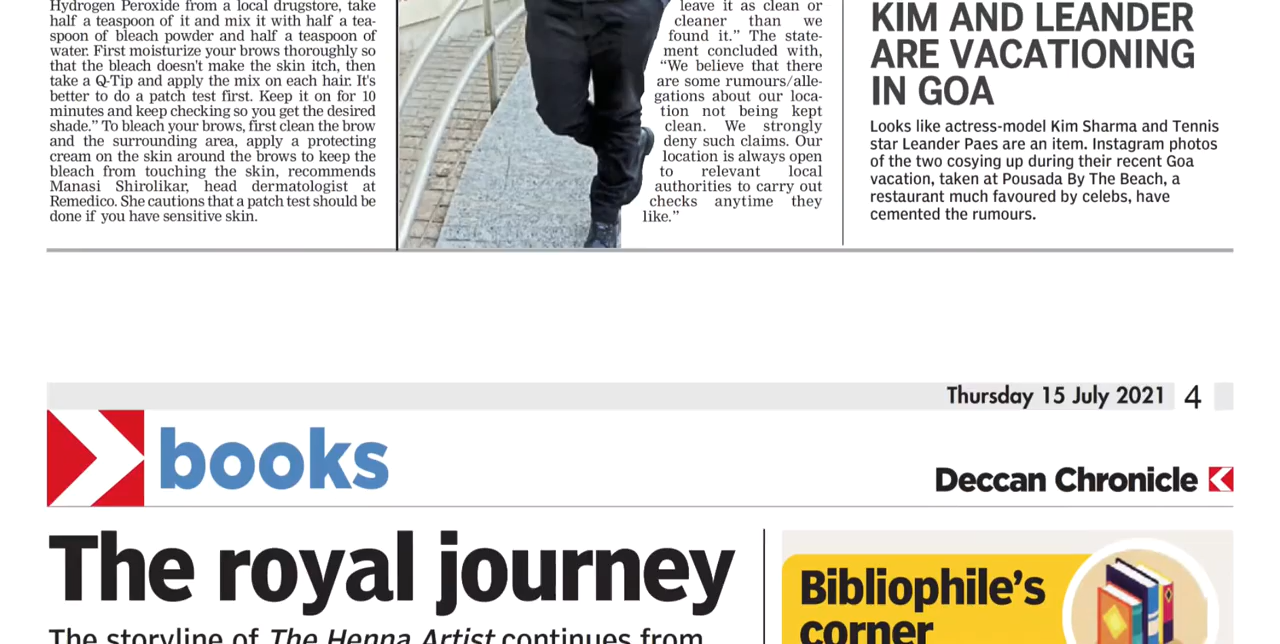 Hydrogen Peroxide from a local drugstore, take
half a teaspoon of it and mix it with half a tea-
spoon of bleach powder and half a teaspoon of
water. First moisturize your brows thoroughly so
that the bleach doesn't make the skin itch, then
take a Q-Tip and apply the mix on each hair. It's
better to do a patch test first. Keep it on for 10
minutes and keep checking so you get the desired
shade.” To bleach your brows, first clean the brow
and the surrounding area, apply a protecting
cream on the skin around the brows to keep the
bleach from touching the skin, recommends
Manasi Shirolikar, head dermatologist at
Remedico. She cautions that a patch test should be
done if you have sensitive skin.
leave it as clean or
cleaner than we
found it.” The state-
ment concluded with,
“We believe that there
are some rumours/alle-
gations about our loca-
tion not being kept
clean. We strongly
deny such claims. Our
location is always open
to relevant local
authorities to carry out
checks anytime they
like.”
KIM AND LEANDER
ARE VACATIONING
IN GOA
Looks like actress-model Kim Sharma and Tennis
star Leander Paes are an item. Instagram photos
of the two cosying up during their recent Goa
vacation, taken at Pousada By The Beach, a
restaurant much favoured by celebs, have
cemented the rumours.
Thursday 15 July 2021 4
books
Deccan Chronicle
The royal journey
The storyline of The Henna Artist continues from
Bibliophile’s
corner